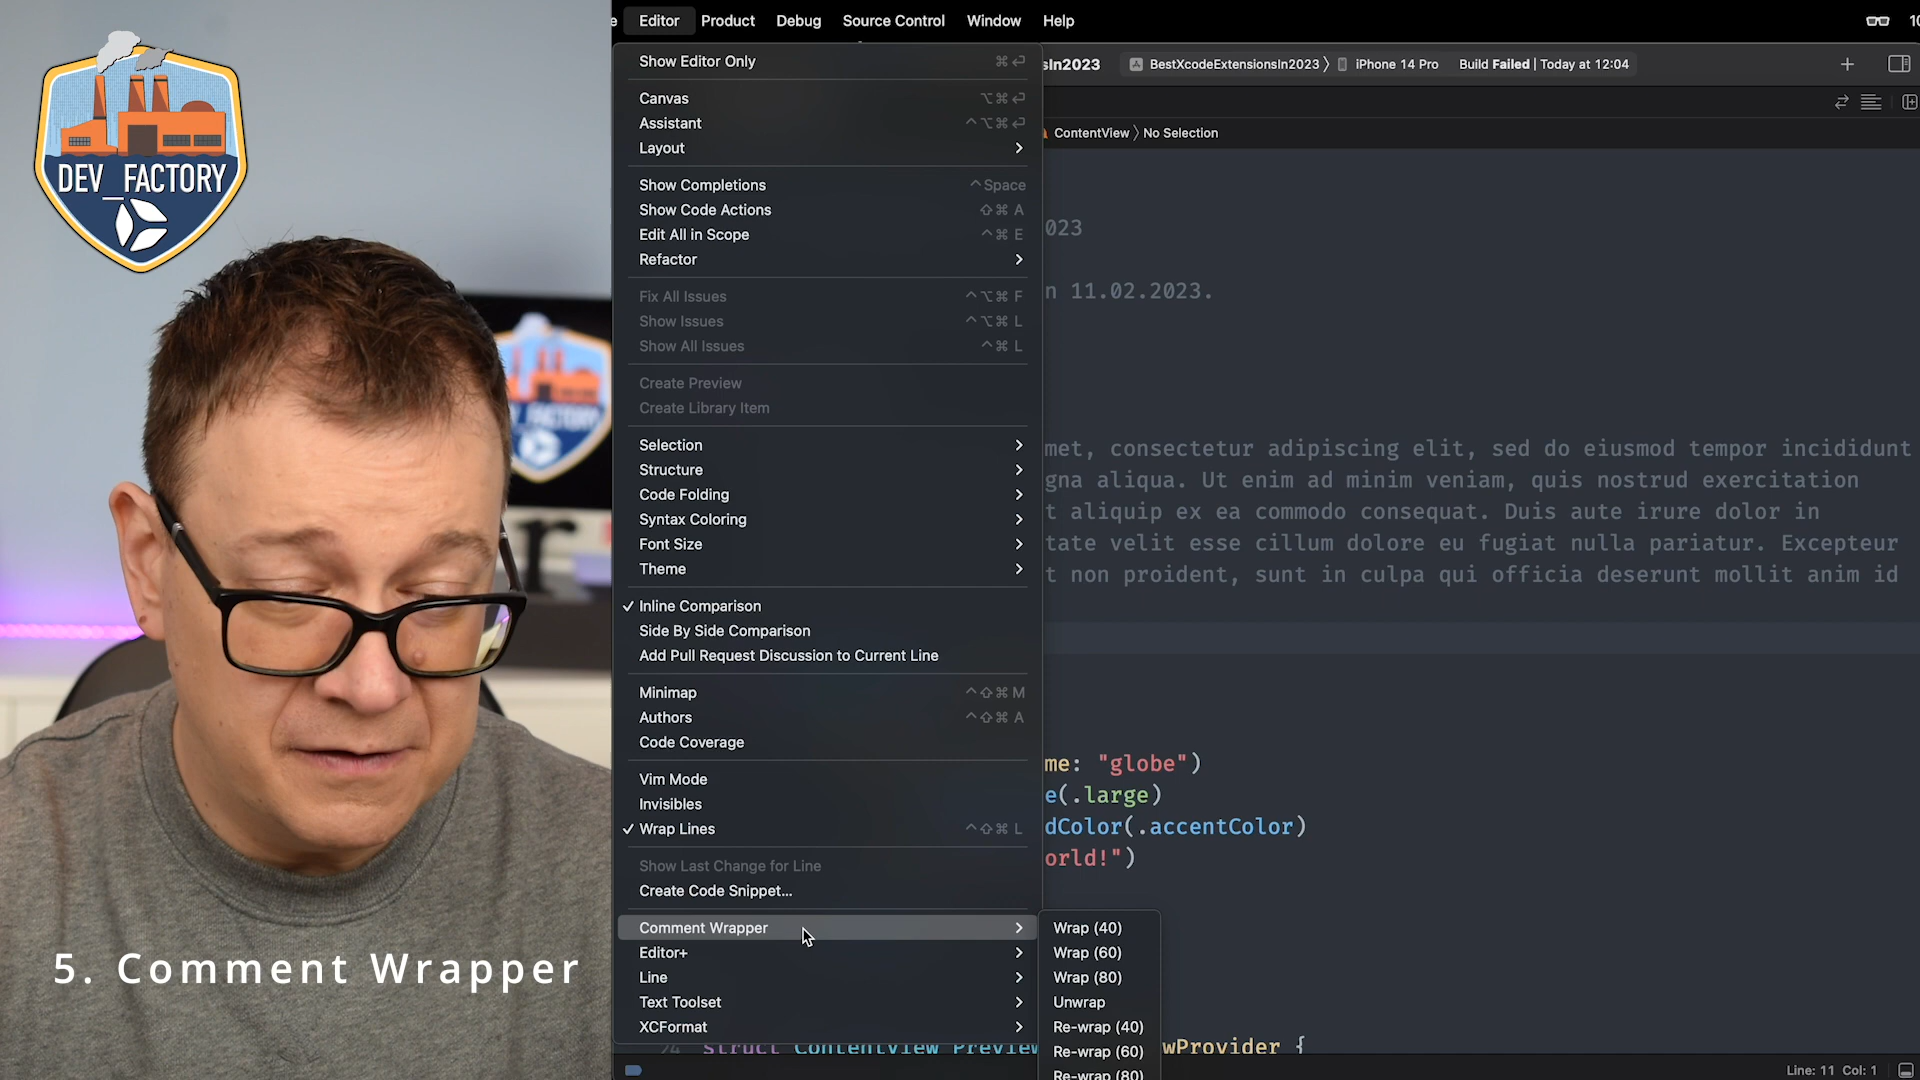 DEV_FACTORY
Editor Product Debug Source Control Window Help
Show Editor Only ⌘↩
Canvas ⌥⌘↩
Assistant ^⌥⌘↩
Layout
Show Completions ^Space
Show Code Actions ⇧⌘A
Edit All in Scope ^⌘E
Refactor
Fix All Issues ^⌥⌘F
Show Issues ^⌥⌘L
Show All Issues ^⌘L
Create Preview
Create Library Item
Selection
Structure
Code Folding
Syntax Coloring
Font Size
Theme
✓ Inline Comparison
Side By Side Comparison
Add Pull Request Discussion to Current Line
Minimap ^⇧⌘M
Authors ^⇧⌘A
Code Coverage
Vim Mode
Invisibles
✓ Wrap Lines ^⇧⌘L
Show Last Change for Line
Create Code Snippet...
Comment Wrapper
Editor+
Line
Text Toolset
XCFormat
Wrap (40)
Wrap (60)
Wrap (80)
Unwrap
Re-wrap (40)
Re-wrap (60)
Re-wrap (80)
sIn2023 BestXcodeExtensionsIn2023 〉 iPhone 14 Pro Build Failed | Today at 12:04
ContentView 〉 No Selection
023
n 11.02.2023.
met, consectetur adipiscing elit, sed do eiusmod tempor incididunt
gna aliqua. Ut enim ad minim veniam, quis nostrud exercitation
t aliquip ex ea commodo consequat. Duis aute irure dolor in
tate velit esse cillum dolore eu fugiat nulla pariatur. Excepteur
t non proident, sunt in culpa qui officia deserunt mollit anim id
me: "globe")
e(.large)
dColor(.accentColor)
orld!")
struct ContentView_Preview
wProvider {
Line: 11 Col: 1
5. Comment Wrapper